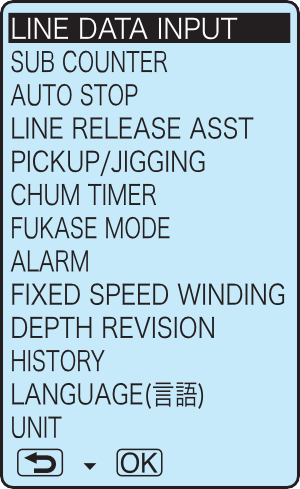 LINE DATA INPUT
SUB COUNTER
AUTO STOP
LINE RELEASE ASST
PICKUP/JIGGING
CHUM TIMER
FUKASE MODE
ALARM
FIXED SPEED WINDING
DEPTH REVISION
HISTORY
LANGUAGE(言語)
UNIT
OK